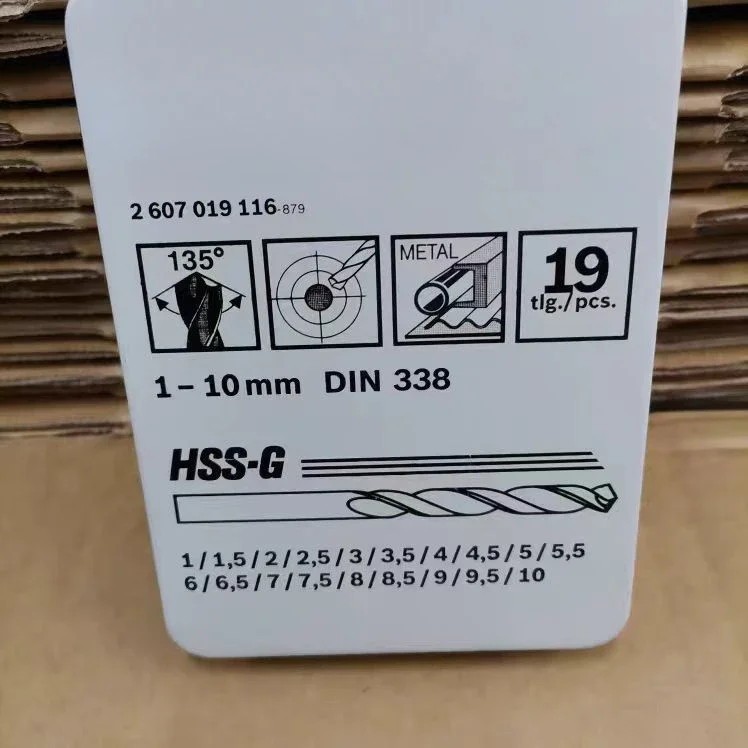 2 607 019 116-879
135°
METAL
19
tlg./pcs.
1 – 10 mm DIN 338
HSS-G
1 / 1,5 / 2 / 2,5 / 3 / 3,5 / 4 / 4,5 / 5 / 5,5
6 / 6,5 / 7 / 7,5 / 8 / 8,5 / 9 / 9,5 / 10